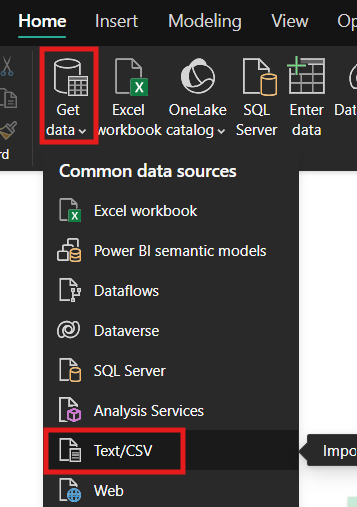 Home Insert Modeling View Op
Get data
Excel workbook
OneLake catalog
SQL Server
Enter data
Dat
rd
Common data sources
Excel workbook
Power BI semantic models
Dataflows
Dataverse
SQL Server
Analysis Services
Text/CSV
Impo
Web